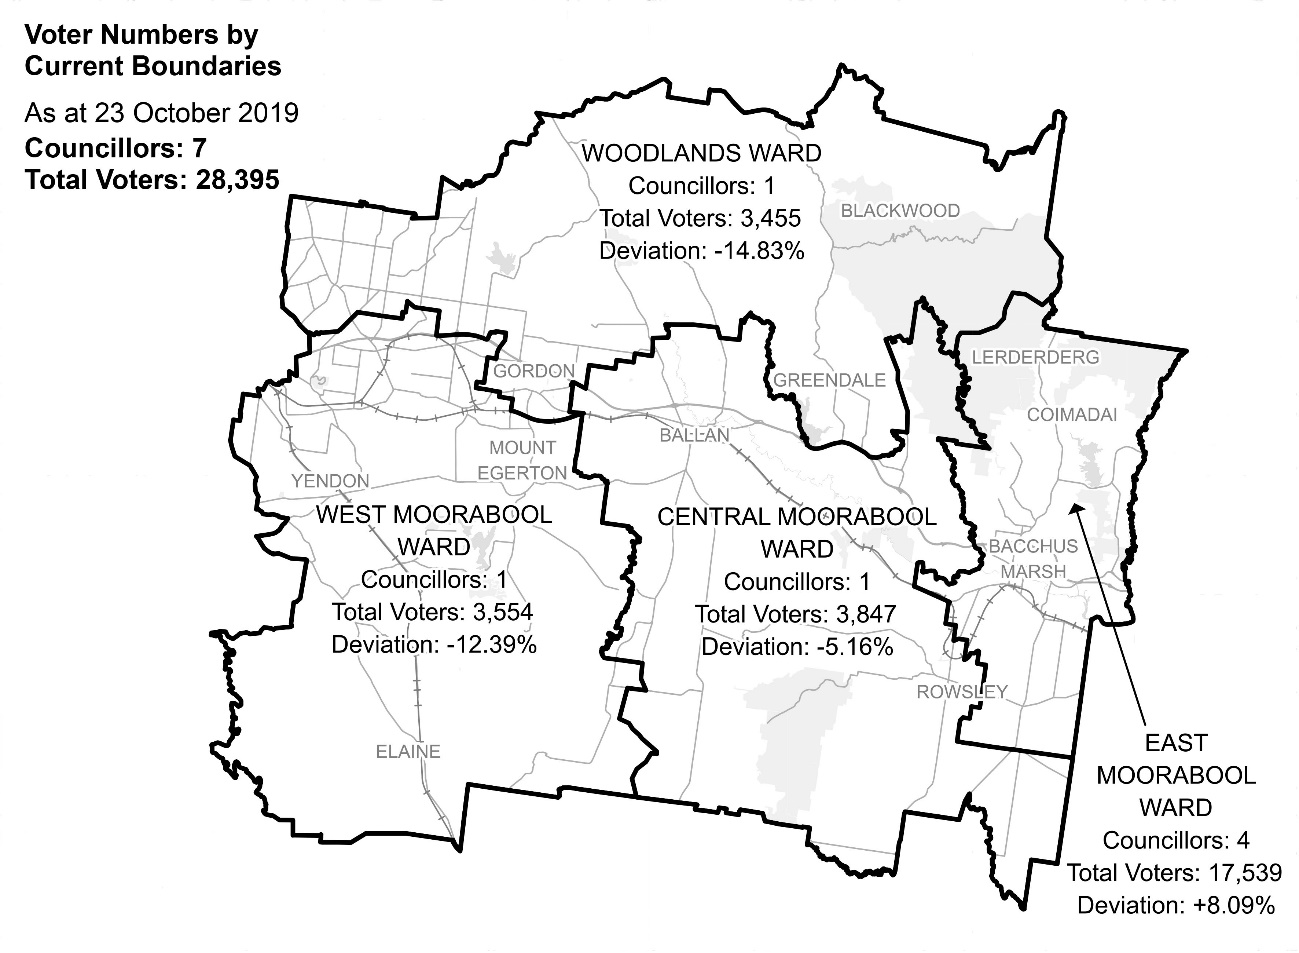 Voter Numbers by
Current Boundaries
As at 23 October 2019
Councillors: 7
Total Voters: 28,395
WOODLANDS WARD
Councillors: 1
Total Voters: 3,455
Deviation: -14.83%
BLACKWOOD
LERDERDERG
GORDON
GREENDALE
COIMADAI
BALLAN
MOUNT
EGERTON
YENDON
WEST MOORABOOL
WARD
Councillors: 1
Total Voters: 3,554
Deviation: -12.39%
CENTRAL MOORABOOL
WARD
Councillors: 1
Total Voters: 3,847
Deviation: -5.16%
BACCHUS
MARSH
ROWSLEY
ELAINE
EAST
MOORABOOL
WARD
Councillors: 4
Total Voters: 17,539
Deviation: +8.09%